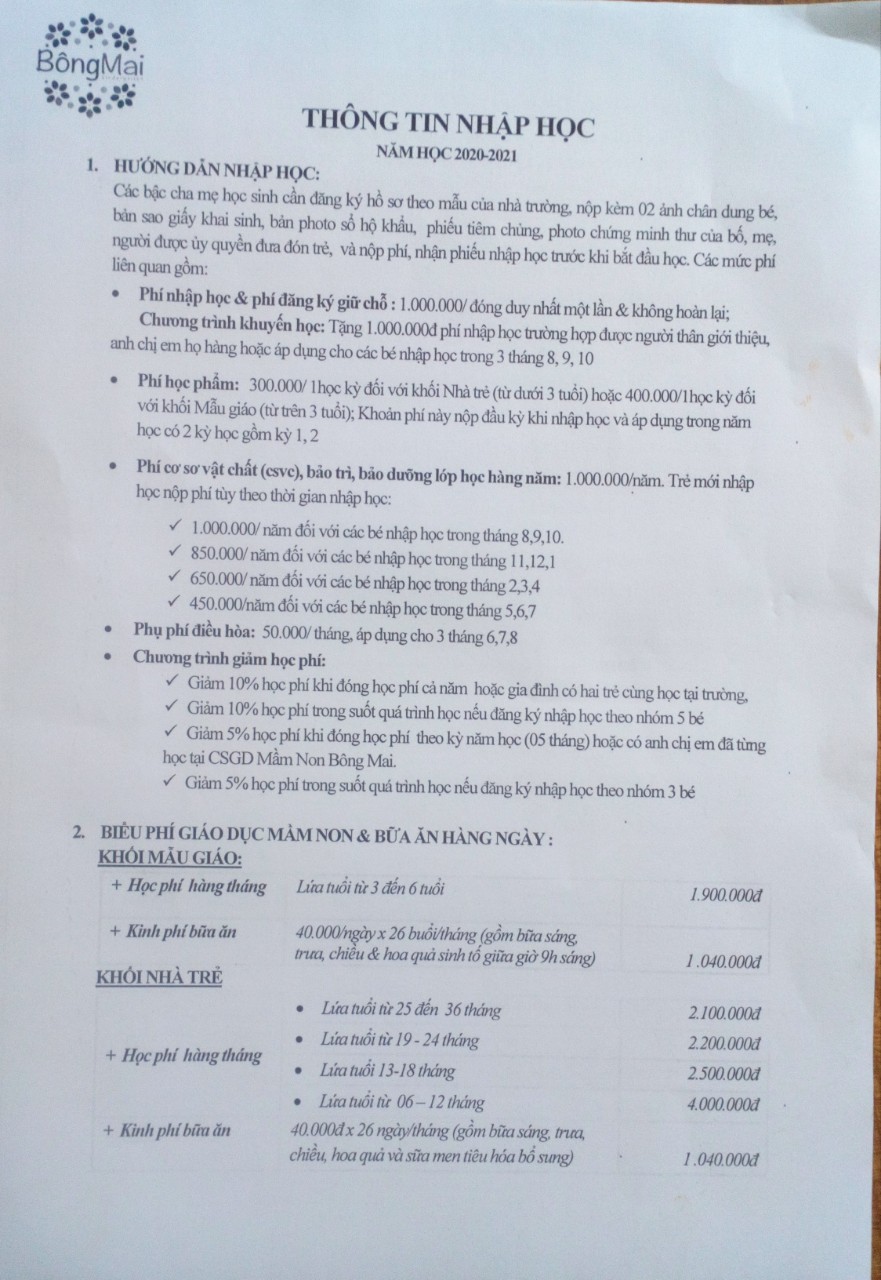 BôngMai
THÔNG TIN NHẬP HỌC
NĂM HỌC 2020-2021
1. HƯỚNG DẪN NHẬP HỌC:
Các bậc cha mẹ học sinh cần đăng ký hồ sơ theo mẫu của nhà trường, nộp kèm 02 ảnh chân dung bé,
bản sao giấy khai sinh, bản photo sổ hộ khẩu, phiếu tiêm chủng, photo chứng minh thư của bố, mẹ,
người được ủy quyền đưa đón trẻ, và nộp phí, nhận phiếu nhập học trước khi bắt đầu học. Các mức phí
liên quan gồm:
• Phí nhập học & phí đăng ký giữ chỗ : 1.000.000/ đóng duy nhất một lần & không hoàn lại;
Chương trình khuyến học: Tặng 1.000.000đ phí nhập học trường hợp được người thân giới thiệu,
anh chị em họ hàng hoặc áp dụng cho các bé nhập học trong 3 tháng 8, 9, 10
• Phí học phẩm: 300.000/ 1học kỳ đối với khối Nhà trẻ (từ dưới 3 tuổi) hoặc 400.000/1học kỳ đối
với khối Mẫu giáo (từ trên 3 tuổi); Khoản phí này nộp đầu kỳ khi nhập học và áp dụng trong năm
học có 2 kỳ học gồm kỳ 1, 2
• Phí cơ sơ vật chất (csvc), bảo trì, bảo dưỡng lớp học hàng năm: 1.000.000/năm. Trẻ mới nhập
học nộp phí tùy theo thời gian nhập học:
✓ 1.000.000/ năm đối với các bé nhập học trong tháng 8,9,10.
✓ 850.000/ năm đối với các bé nhập học trong tháng 11,12,1
✓ 650.000/ năm đối với các bé nhập học trong tháng 2,3,4
✓ 450.000/năm đối với các bé nhập học trong tháng 5,6,7
• Phụ phí điều hòa: 50.000/ tháng, áp dụng cho 3 tháng 6,7,8
• Chương trình giảm học phí:
✓ Giảm 10% học phí khi đóng học phí cả năm hoặc gia đình có hai trẻ cùng học tại trường,
✓ Giảm 10% học phí trong suốt quá trình học nếu đăng ký nhập học theo nhóm 5 bé
✓ Giảm 5% học phí khi đóng học phí theo kỳ năm học (05 tháng) hoặc có anh chị em đã từng
học tại CSGD Mầm Non Bông Mai.
✓ Giảm 5% học phí trong suốt quá trình học nếu đăng ký nhập học theo nhóm 3 bé
2. BIỂU PHÍ GIÁO DỤC MẦM NON & BỮA ĂN HÀNG NGÀY :
KHỐI MẪU GIÁO:
+ Học phí hàng tháng Lứa tuổi từ 3 đến 6 tuổi 1.900.000đ
+ Kinh phí bữa ăn 40.000/ngày x 26 buổi/tháng (gồm bữa sáng,
trưa, chiều & hoa quả sinh tố giữa giờ 9h sáng) 1.040.000đ
KHỐI NHÀ TRẺ
• Lứa tuổi từ 25 đến 36 tháng 2.100.000đ
• Lứa tuổi từ 19 - 24 tháng 2.200.000đ
+ Học phí hàng tháng
• Lứa tuổi 13-18 tháng 2.500.000đ
• Lứa tuổi từ 06 – 12 tháng 4.000.000đ
+ Kinh phí bữa ăn 40.000đ x 26 ngày/tháng (gồm bữa sáng, trưa,
chiều, hoa quả và sữa men tiêu hóa bổ sung) 1.040.000đ